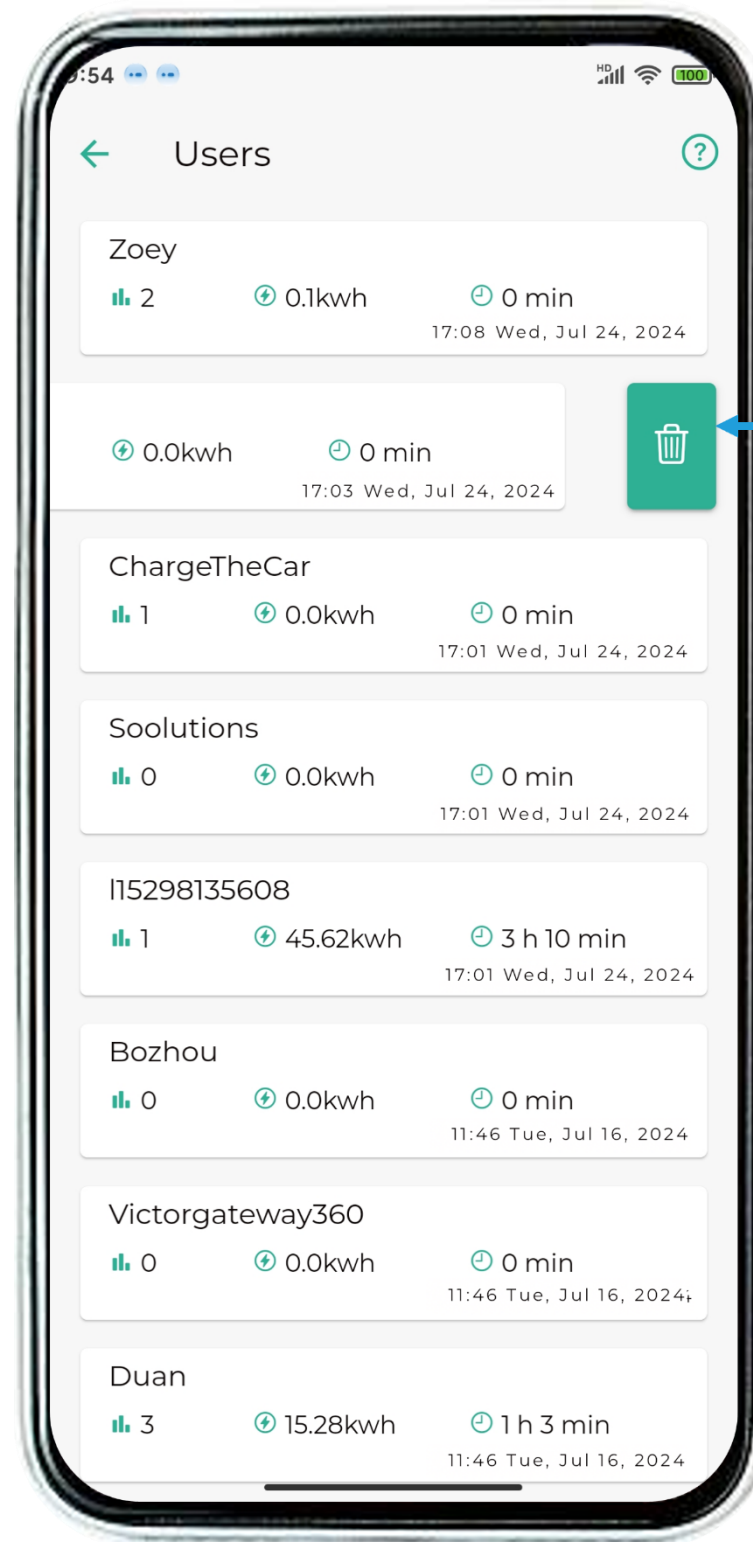 :54 HD 100
Users ?
Zoey
2 0.1kwh 0 min
17:08 Wed, Jul 24, 2024
0.0kwh 0 min
17:03 Wed, Jul 24, 2024
ChargeTheCar
1 0.0kwh 0 min
17:01 Wed, Jul 24, 2024
Soolutions
0 0.0kwh 0 min
17:01 Wed, Jul 24, 2024
l15298135608
1 45.62kwh 3 h 10 min
17:01 Wed, Jul 24, 2024
Bozhou
0 0.0kwh 0 min
11:46 Tue, Jul 16, 2024
Victorgateway360
0 0.0kwh 0 min
11:46 Tue, Jul 16, 2024
Duan
3 15.28kwh 1 h 3 min
11:46 Tue, Jul 16, 2024